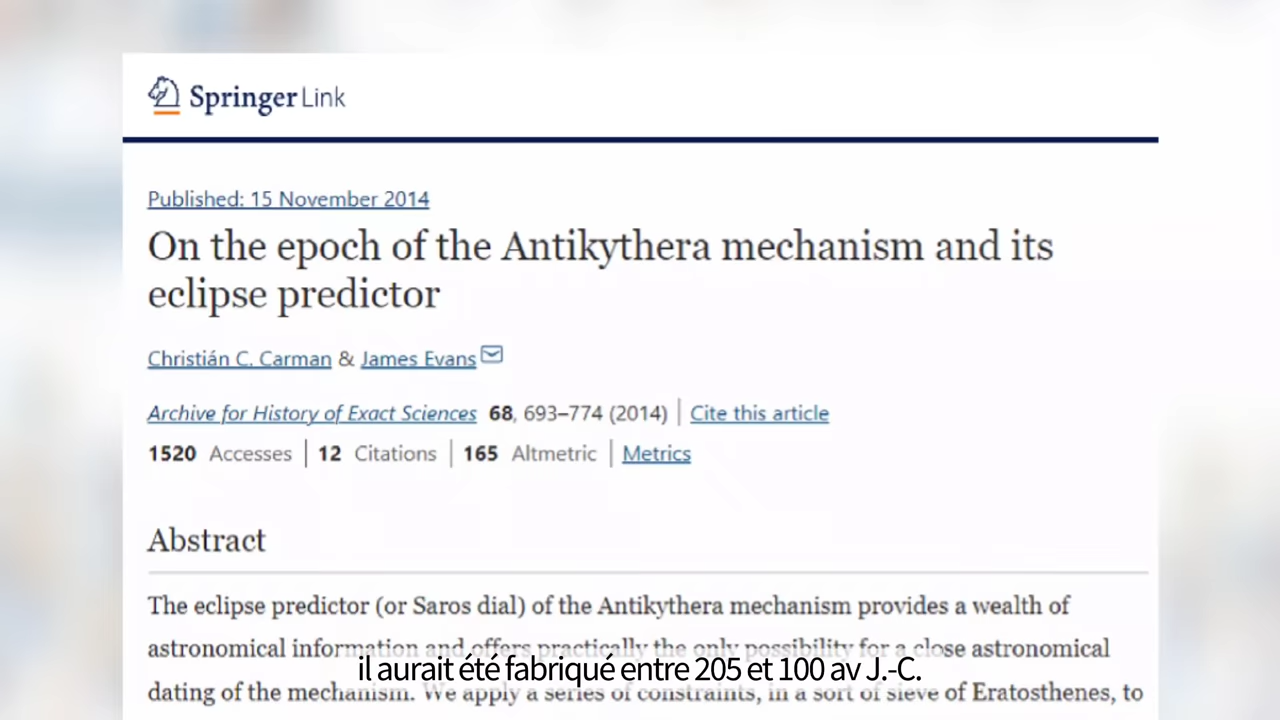 Springer Link
Published: 15 November 2014
On the epoch of the Antikythera mechanism and its
eclipse predictor
Christián C. Carman & James Evans
Archive for History of Exact Sciences 68, 693–774 (2014) Cite this article
1520 Accesses 12 Citations 165 Altmetric Metrics
Abstract
The eclipse predictor (or Saros dial) of the Antikythera mechanism provides a wealth of
astronomical information and offers practically the only possibility for a close astronomical
il aurait été fabriqué entre 205 et 100 av J.-C.
dating of the mechanism. We apply a series of constraints, in a sort of sieve of Eratosthenes, to